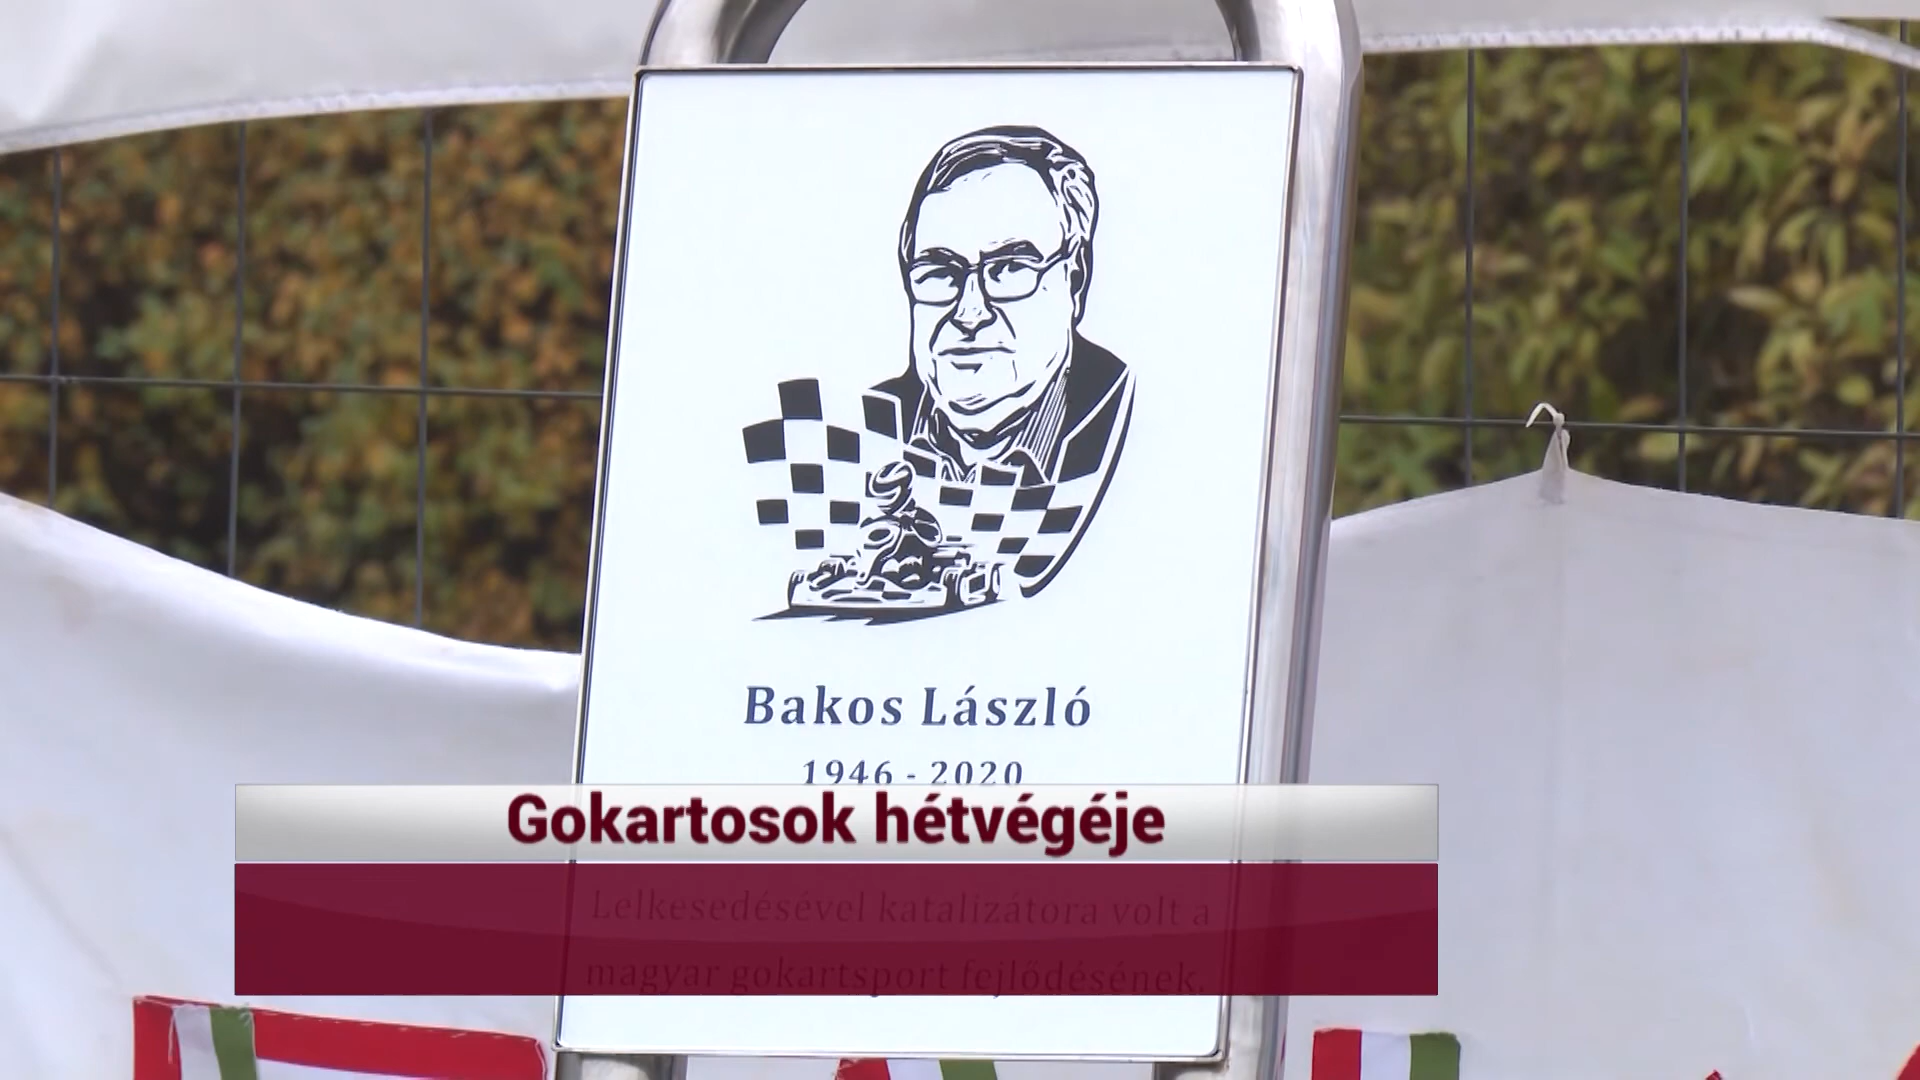 Bakos László
1946 - 2020
Gokartosok hétvégéje
Lelkesedésével katalizátora volt a
magyar gokartsport fejlődésének.